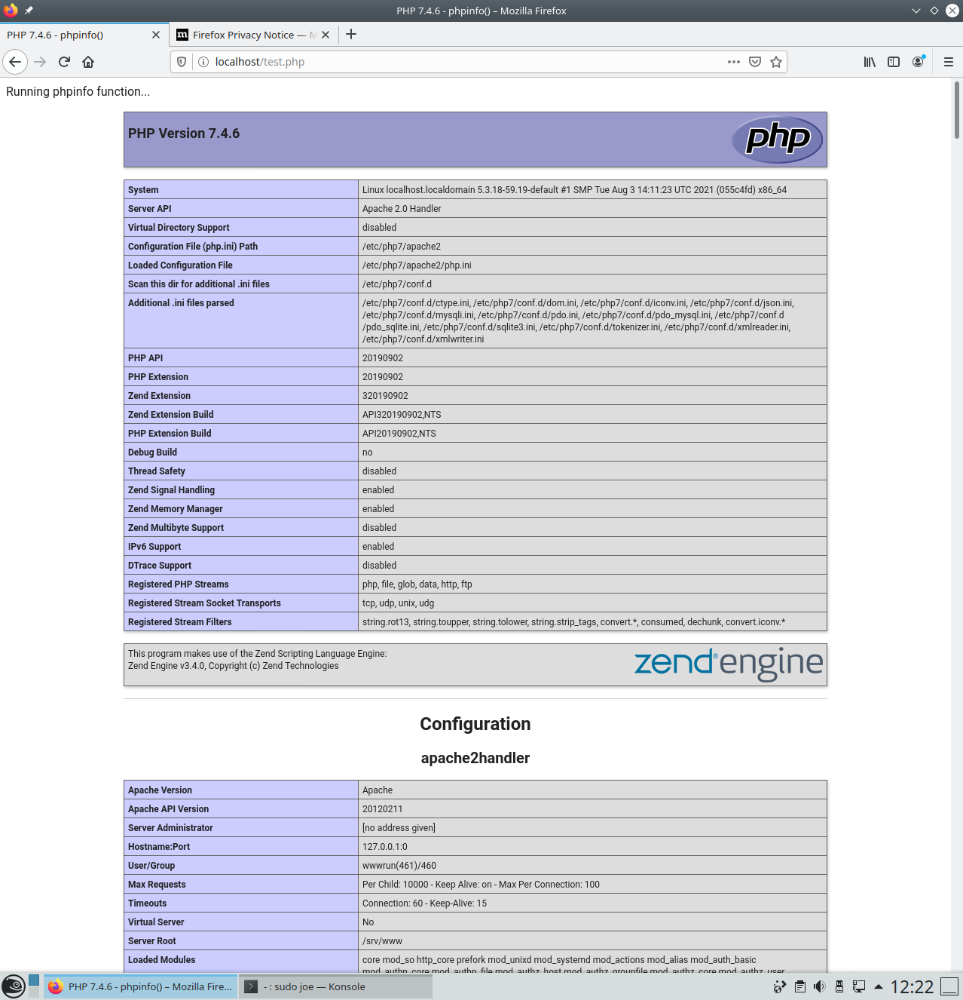 PHP 7.4.6 - phpinfo() – Mozilla Firefox
PHP 7.4.6 - phpinfo()
m Firefox Privacy Notice —
localhost/test.php
Running phpinfo function...
PHP Version 7.4.6
php
System Linux localhost.localdomain 5.3.18-59.19-default #1 SMP Tue Aug 3 14:11:23 UTC 2021 (055c4fd) x86_64
Server API Apache 2.0 Handler
Virtual Directory Support disabled
Configuration File (php.ini) Path /etc/php7/apache2
Loaded Configuration File /etc/php7/apache2/php.ini
Scan this dir for additional .ini files /etc/php7/conf.d
Additional .ini files parsed /etc/php7/conf.d/ctype.ini, /etc/php7/conf.d/dom.ini, /etc/php7/conf.d/iconv.ini, /etc/php7/conf.d/json.ini,
/etc/php7/conf.d/mysqli.ini, /etc/php7/conf.d/pdo.ini, /etc/php7/conf.d/pdo_mysql.ini, /etc/php7/conf.d
/pdo_sqlite.ini, /etc/php7/conf.d/sqlite3.ini, /etc/php7/conf.d/tokenizer.ini, /etc/php7/conf.d/xmlreader.ini,
/etc/php7/conf.d/xmlwriter.ini
PHP API 20190902
PHP Extension 20190902
Zend Extension 320190902
Zend Extension Build API320190902,NTS
PHP Extension Build API20190902,NTS
Debug Build no
Thread Safety disabled
Zend Signal Handling enabled
Zend Memory Manager enabled
Zend Multibyte Support disabled
IPv6 Support enabled
DTrace Support disabled
Registered PHP Streams php, file, glob, data, http, ftp
Registered Stream Socket Transports tcp, udp, unix, udg
Registered Stream Filters string.rot13, string.toupper, string.tolower, string.strip_tags, convert.*, consumed, dechunk, convert.iconv.*
This program makes use of the Zend Scripting Language Engine:
Zend Engine v3.4.0, Copyright (c) Zend Technologies
zend® engine
Configuration
apache2handler
Apache Version Apache
Apache API Version 20120211
Server Administrator [no address given]
Hostname:Port 127.0.0.1:0
User/Group wwwrun(461)/460
Max Requests Per Child: 10000 - Keep Alive: on - Max Per Connection: 100
Timeouts Connection: 60 - Keep-Alive: 15
Virtual Server No
Server Root /srv/www
Loaded Modules core mod_so http_core prefork mod_unixd mod_systemd mod_actions mod_alias mod_auth_basic
mod_authn_core mod_authn_file mod_authz_host mod_authz_groupfile mod_authz_core mod_authz_user
PHP 7.4.6 - phpinfo() – Mozilla Fire...
- : sudo joe — Konsole
12:22